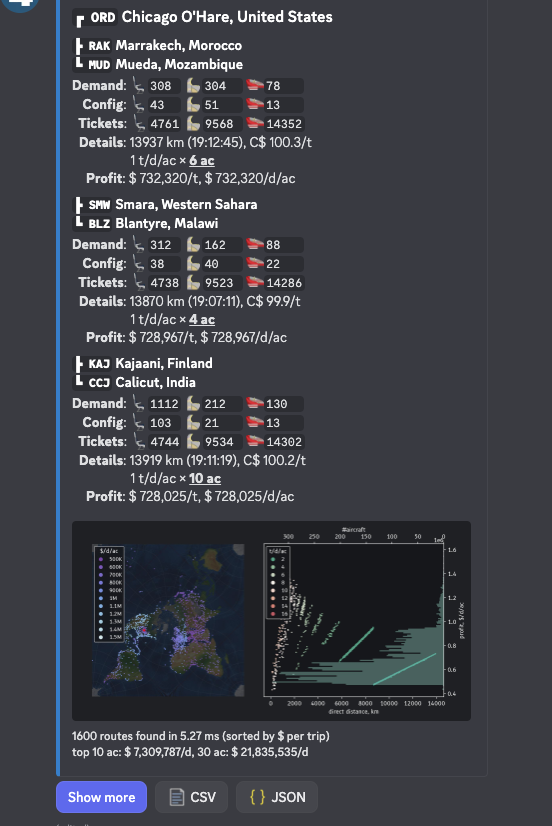 ORD Chicago O'Hare, United States
RAK Marrakech, Morocco
MUD Mueda, Mozambique
Demand: 308 304 78
Config: 43 51 13
Tickets: 4761 9568 14352
Details: 13937 km (19:12:45), C$ 100.3/t
1 t/d/ac × 6 ac
Profit: $ 732,320/t, $ 732,320/d/ac
SMW Smara, Western Sahara
BLZ Blantyre, Malawi
Demand: 312 162 88
Config: 38 40 22
Tickets: 4738 9523 14286
Details: 13870 km (19:07:11), C$ 99.9/t
1 t/d/ac × 4 ac
Profit: $ 728,967/t, $ 728,967/d/ac
KAJ Kajaani, Finland
CCJ Calicut, India
Demand: 1112 212 130
Config: 103 21 13
Tickets: 4744 9534 14302
Details: 13919 km (19:11:19), C$ 100.2/t
1 t/d/ac × 10 ac
Profit: $ 728,025/t, $ 728,025/d/ac
#aircraft
300 250 200 150 100 50 0
1e6
$/d/ac
500K
600K
700K
800K
900K
1M
1.1M
1.2M
1.3M
1.4M
1.5M
t/d/ac
2
4
6
8
10
12
14
16
1.6
1.4
1.2
1.0
0.8
0.6
0.4
profit, $/d/ac
0 2000 4000 6000 8000 10000 12000 14000
direct distance, km
1600 routes found in 5.27 ms (sorted by $ per trip)
top 10 ac: $ 7,309,787/d, 30 ac: $ 21,835,535/d
Show more
CSV
{ } JSON